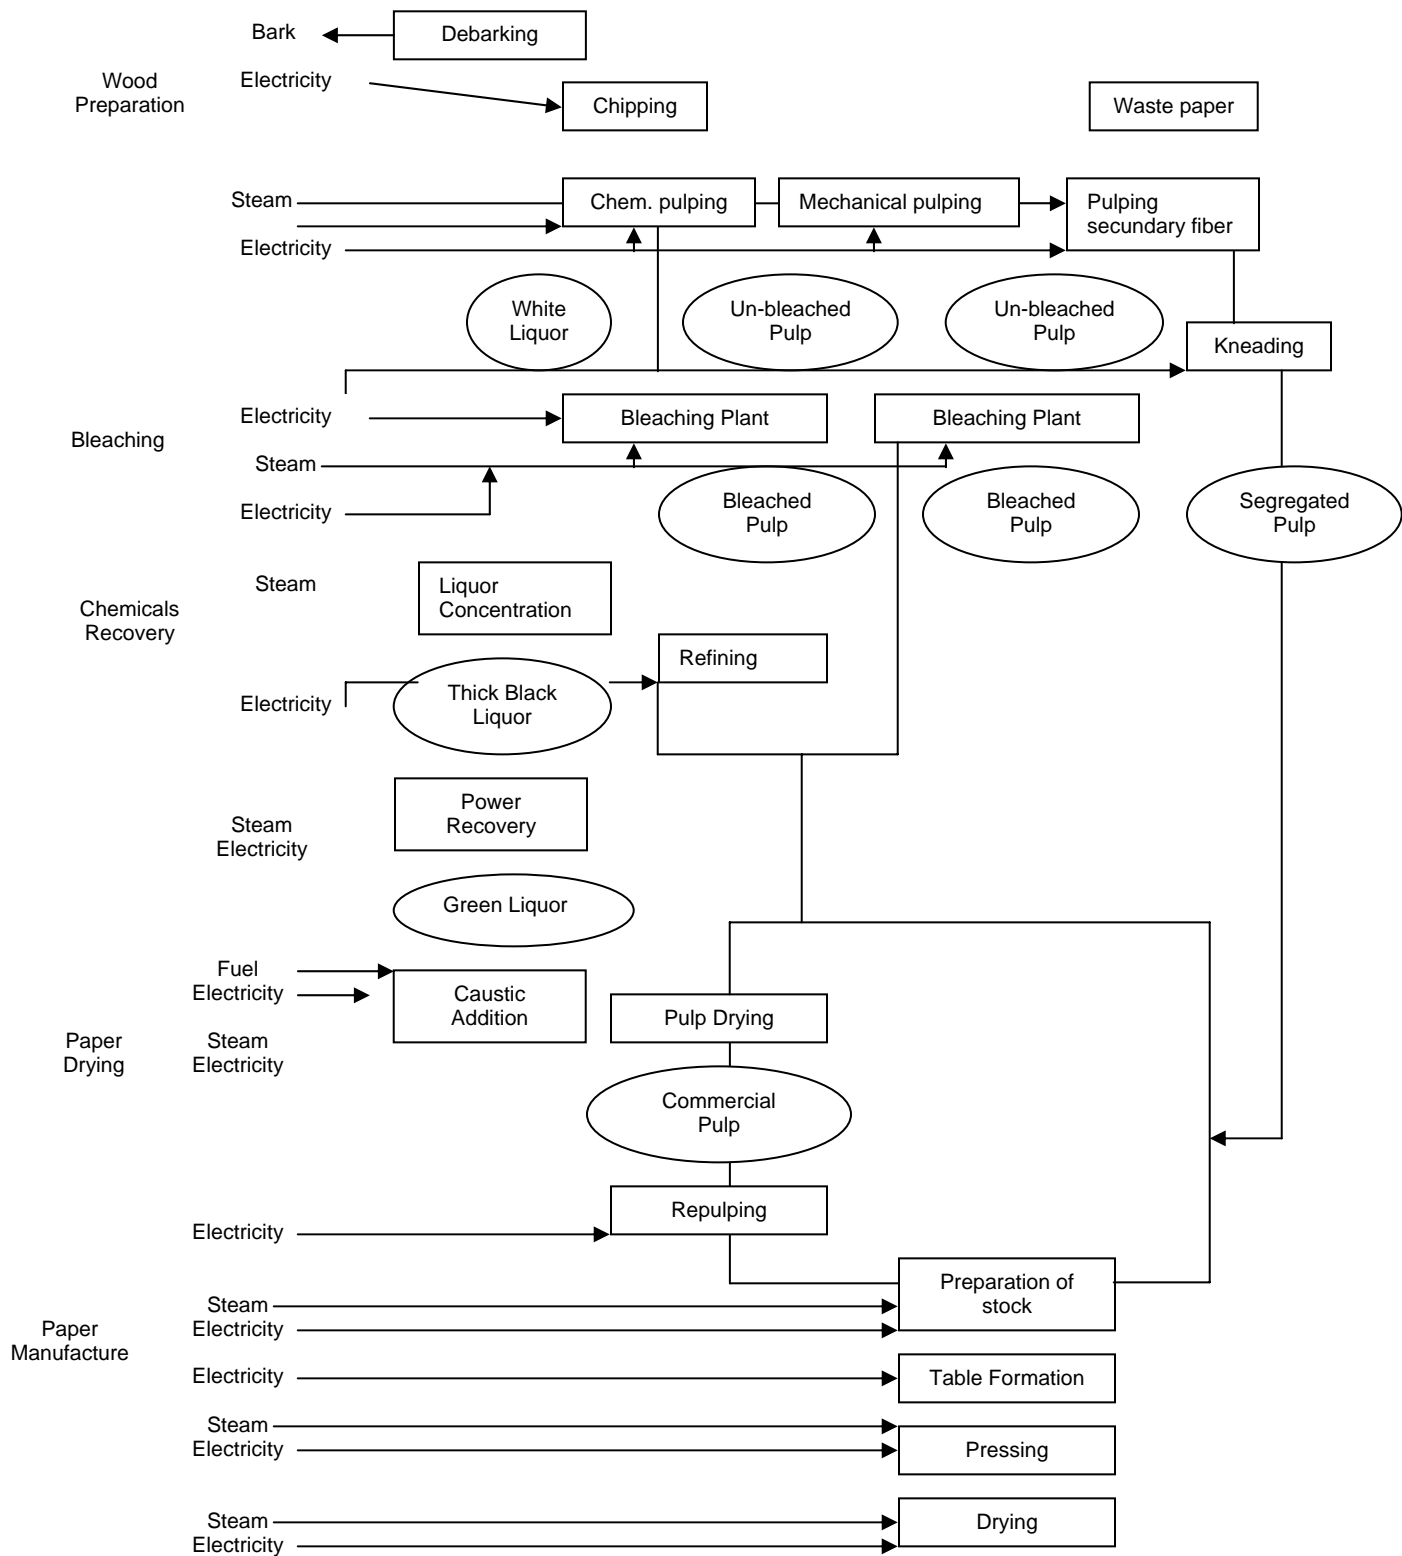 Bark
Debarking
Wood
Preparation
Electricity
Chipping
Waste paper
Steam
Chem. pulping
Mechanical pulping
Pulping
secundary fiber
Electricity
White
Liquor
Un-bleached
Pulp
Un-bleached
Pulp
Kneading
Bleaching
Electricity
Bleaching Plant
Bleaching Plant
Steam
Electricity
Bleached
Pulp
Bleached
Pulp
Segregated
Pulp
Chemicals
Recovery
Steam
Liquor
Concentration
Refining
Electricity
Thick Black
Liquor
Steam
Electricity
Power
Recovery
Green Liquor
Fuel
Electricity
Caustic
Addition
Pulp Drying
Paper
Drying
Steam
Electricity
Commercial
Pulp
Electricity
Repulping
Paper
Manufacture
Steam
Electricity
Preparation of
stock
Electricity
Table Formation
Steam
Electricity
Pressing
Steam
Electricity
Drying